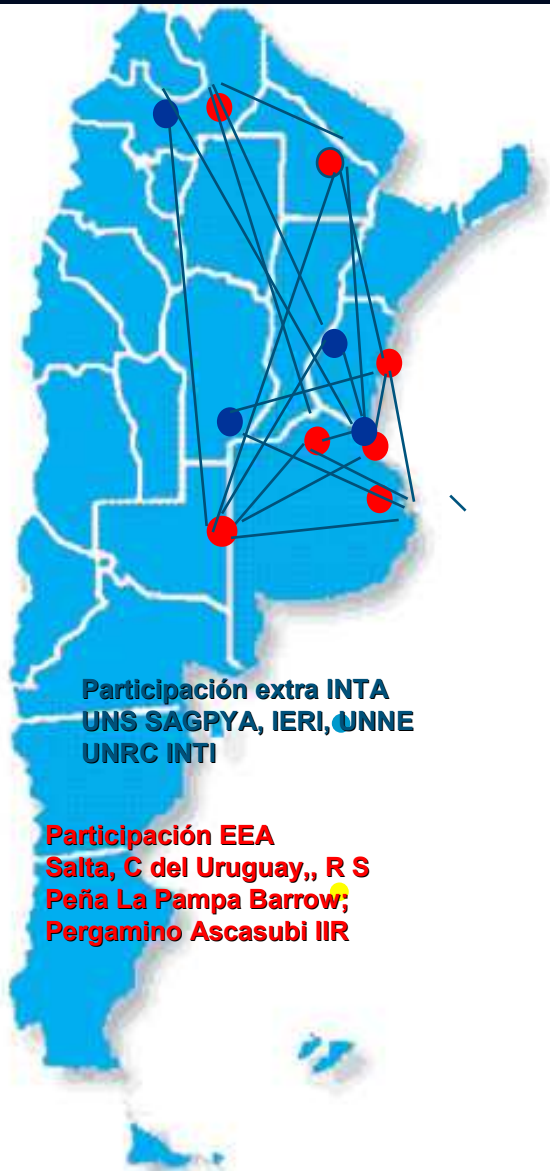 Participación extra INTA
UNS SAGPYA, IERI, UNNE
UNRC INTI
Participación EEA
Salta, C del Uruguay,, R S
Peña La Pampa Barrow;
Pergamino Ascasubi IIR